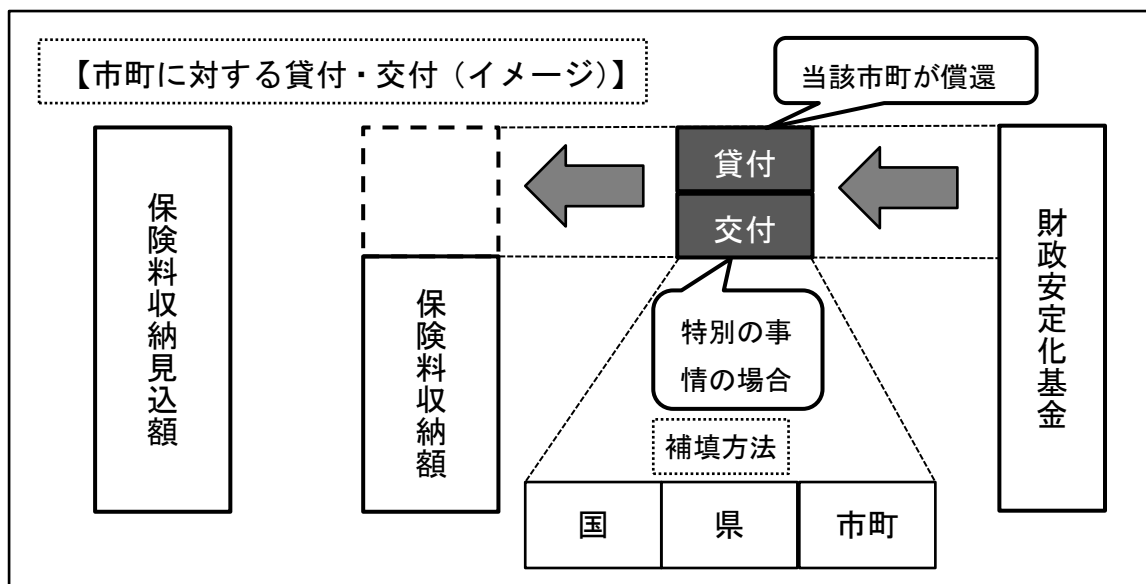 【市町に対する貸付・交付（イメージ）】
当該市町が償還
貸付
交付
保険料収納見込額
保険料収納額
財政安定化基金
特別の事
情の場合
補填方法
国
県
市町